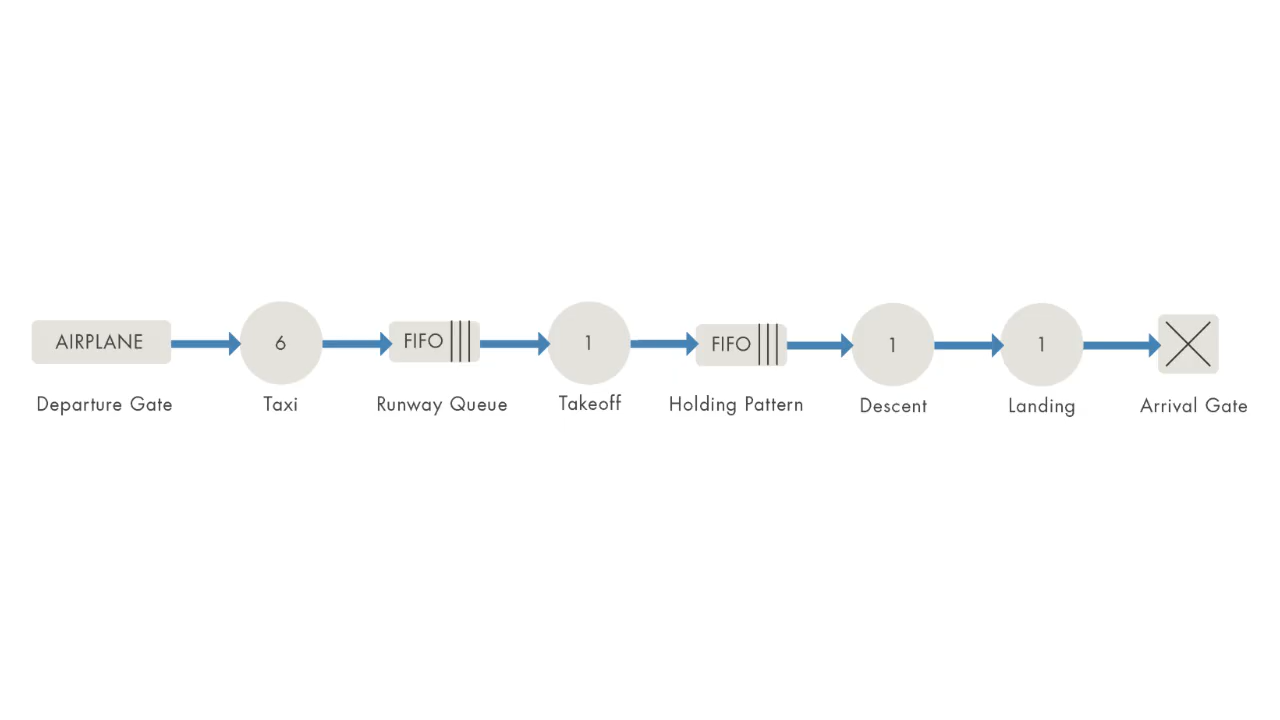 AIRPLANE
6
FIFO
1
FIFO
1
1
Departure Gate
Taxi
Runway Queue
Takeoff
Holding Pattern
Descent
Landing
Arrival Gate